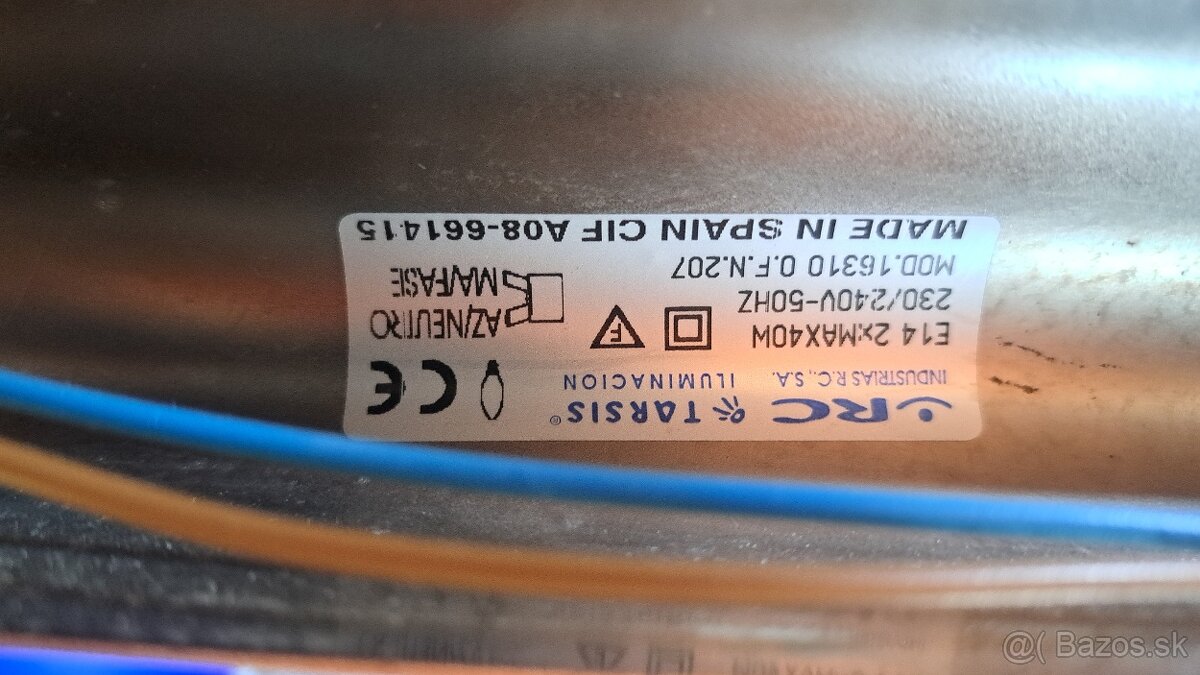 RC TARSIS®
INDUSTRIAS R.C., S.A. ILUMINACION
E14 2xMAX40W
230/240V-50HZ
MOD.16310 O.F.N.207
F
CE
AZ/NEUTRO
MA/FASE
MADE IN SPAIN CIF A08-661415
@( Bazos.sk